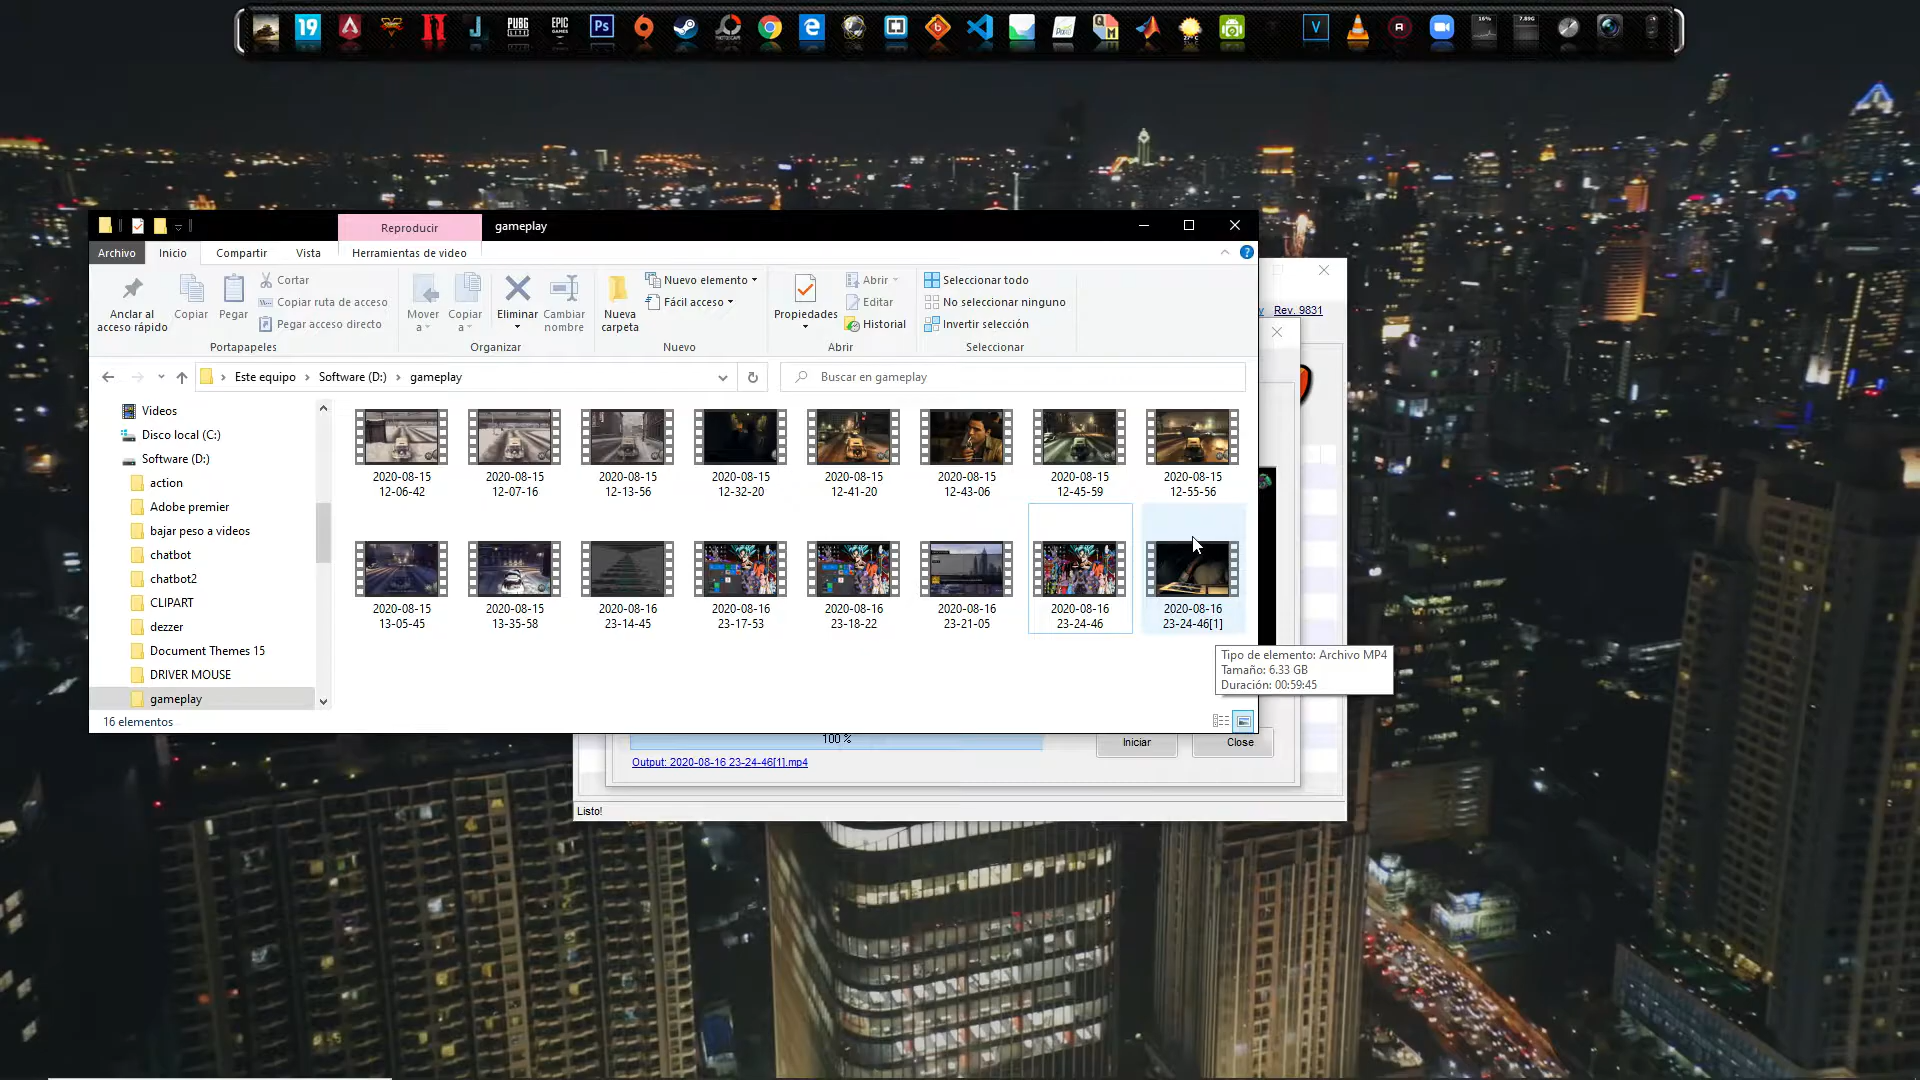 19
PUBG
LITE
EPIC
GAMES
Ps
27°C
V
16%
7.89G
Reproducir
gameplay
Archivo
Inicio
Compartir
Vista
Herramientas de video
Anclar al
acceso rápido
Copiar
Pegar
Cortar
Copiar ruta de acceso
Pegar acceso directo
Portapapeles
Mover
a
Copiar
a
Eliminar
Cambiar
nombre
Organizar
Nueva
carpeta
Nuevo elemento
Fácil acceso
Nuevo
Propiedades
Abrir
Editar
Historial
Abrir
Seleccionar todo
No seleccionar ninguno
Invertir selección
Seleccionar
Rev. 9831
Este equipo > Software (D:) > gameplay
Buscar en gameplay
Videos
Disco local (C:)
Software (D:)
action
Adobe premier
bajar peso a videos
chatbot
chatbot2
CLIPART
dezzer
Document Themes 15
DRIVER MOUSE
gameplay
2020-08-15
12-06-42
2020-08-15
12-07-16
2020-08-15
12-13-56
2020-08-15
12-32-20
2020-08-15
12-41-20
2020-08-15
12-43-06
2020-08-15
12-45-59
2020-08-15
12-55-56
2020-08-15
13-05-45
2020-08-15
13-35-58
2020-08-16
23-14-45
2020-08-16
23-17-53
2020-08-16
23-18-22
2020-08-16
23-21-05
2020-08-16
23-24-46
2020-08-16
23-24-46[1]
Tipo de elemento: Archivo MP4
Tamaño: 6.33 GB
Duración: 00:59:45
16 elementos
100 %
Iniciar
Close
Output: 2020-08-16 23-24-46[1].mp4
Listo!